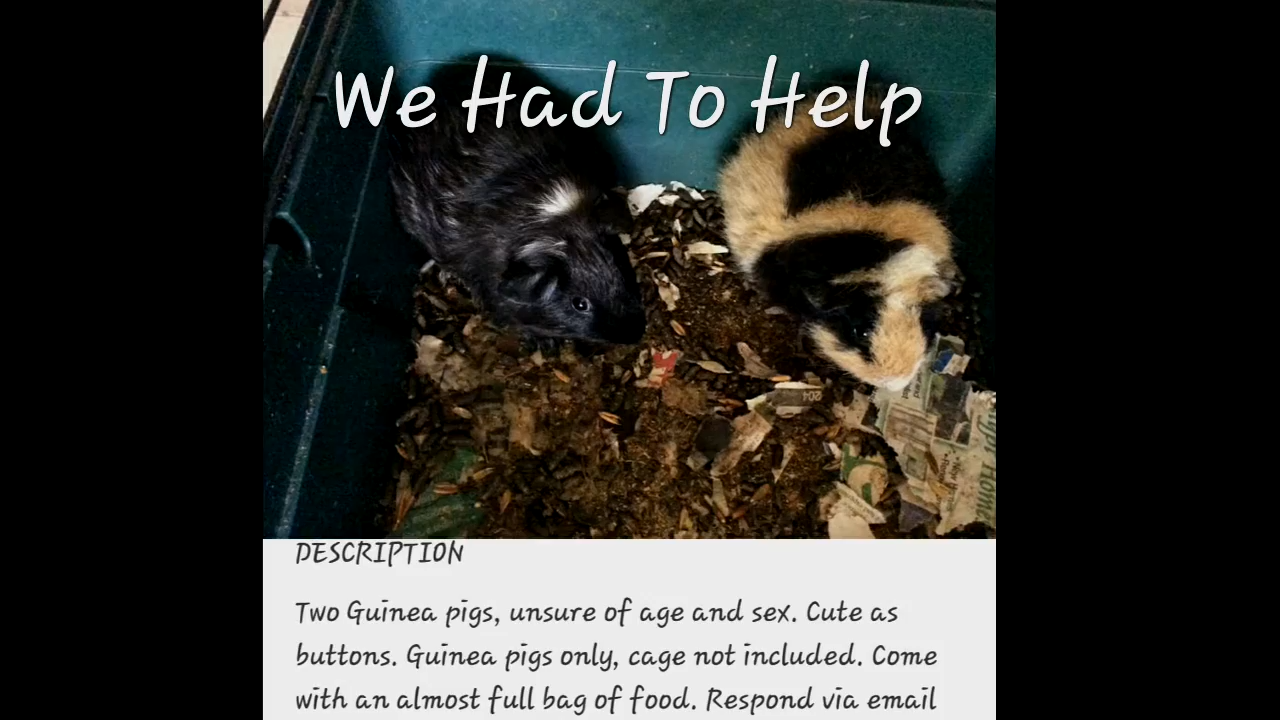 We Had To Help
204
DESCRIPTION
Two Guinea pigs, unsure of age and sex. Cute as
buttons. Guinea pigs only, cage not included. Come
with an almost full bag of food. Respond via email